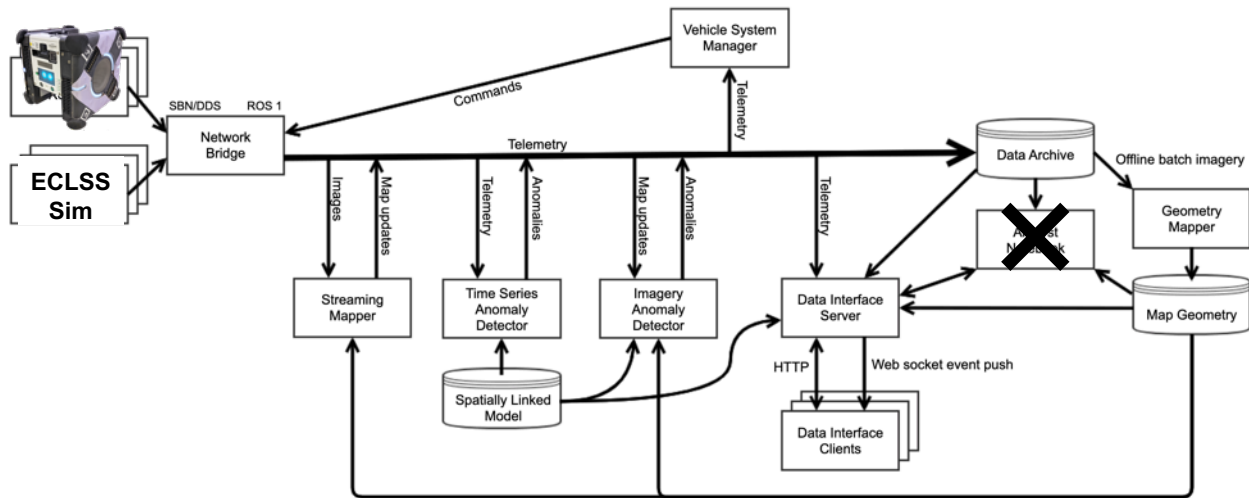 Vehicle System
Manager
Commands
Telemetry
SBN/DDS
ROS 1
Network
Bridge
Telemetry
ECLSS
Sim
Data Archive
Offline batch imagery
Images
Map updates
Telemetry
Anomalies
Map updates
Anomalies
Telemetry
Geometry
Mapper
Streaming
Mapper
Time Series
Anomaly
Detector
Imagery
Anomaly
Detector
Data Interface
Server
Map Geometry
HTTP
Web socket event push
Spatially Linked
Model
Data Interface
Clients